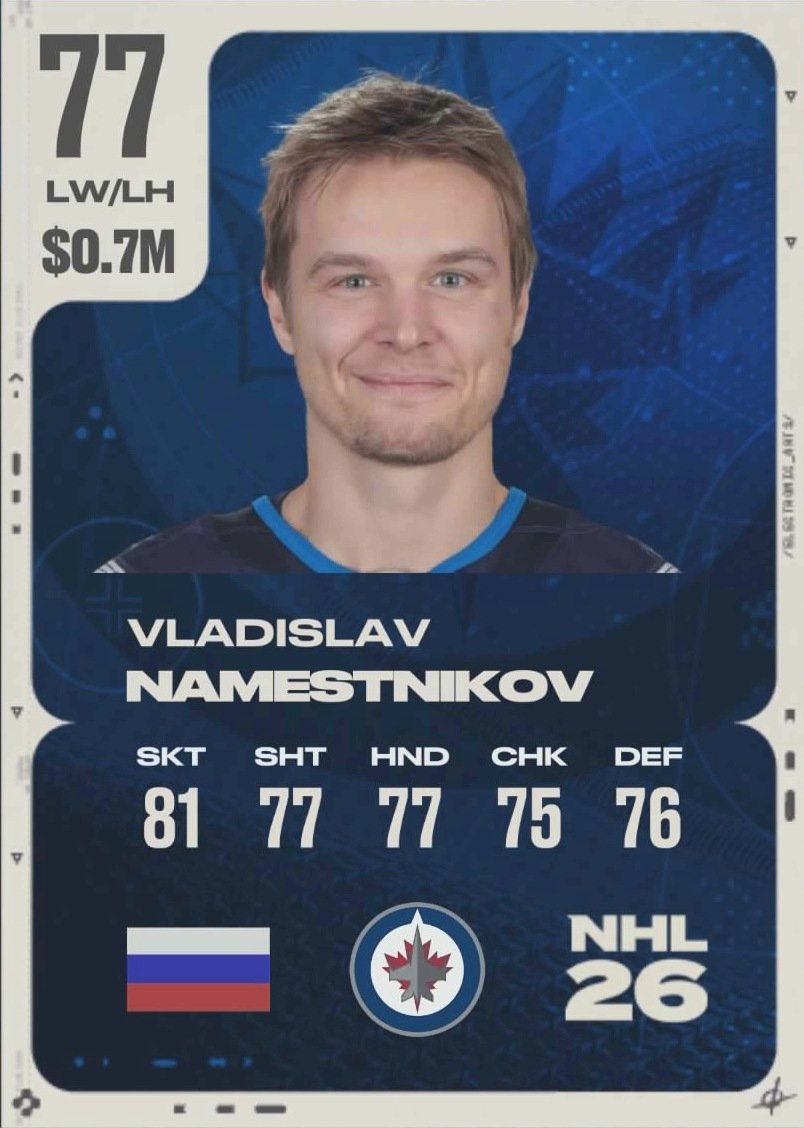 77
LW/LH
$0.7M
VLADISLAV
NAMESTNIKOV
SKT SHT HND CHK DEF
81 77 77 75 76
NHL
26